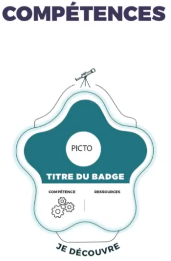 COMPÉTENCES
PICTO
TITRE DU BADGE
COMPÉTENCE RESSOURCES
JE DÉCOUVRE